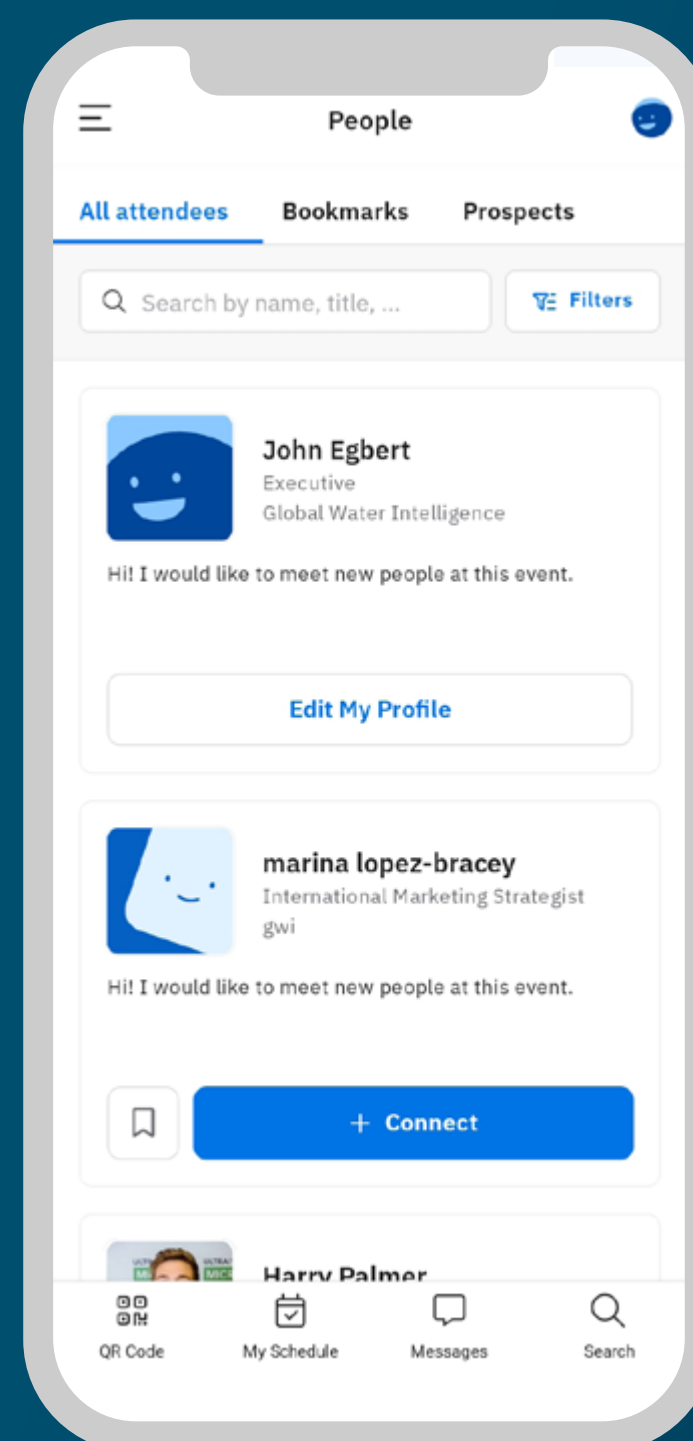 People
All attendees Bookmarks Prospects
Search by name, title, ...
Filters
John Egbert
Executive
Global Water Intelligence
Hi! I would like to meet new people at this event.
Edit My Profile
marina lopez-bracey
International Marketing Strategist
gwi
Hi! I would like to meet new people at this event.
+ Connect
Harry Palmer
QR Code My Schedule Messages Search